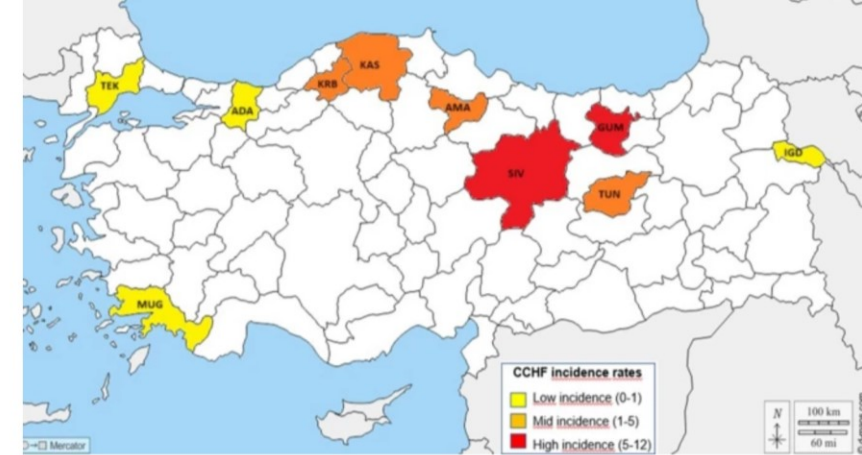 KAS
TEK
KRB
ADA
AMA
GUM
IGD
SIV
TUN
MUG
CCHF incidence rates
Low incidence (0-1)
Mid incidence (1-5)
High incidence (5-12)
N
100 km
60 mi
Mercator